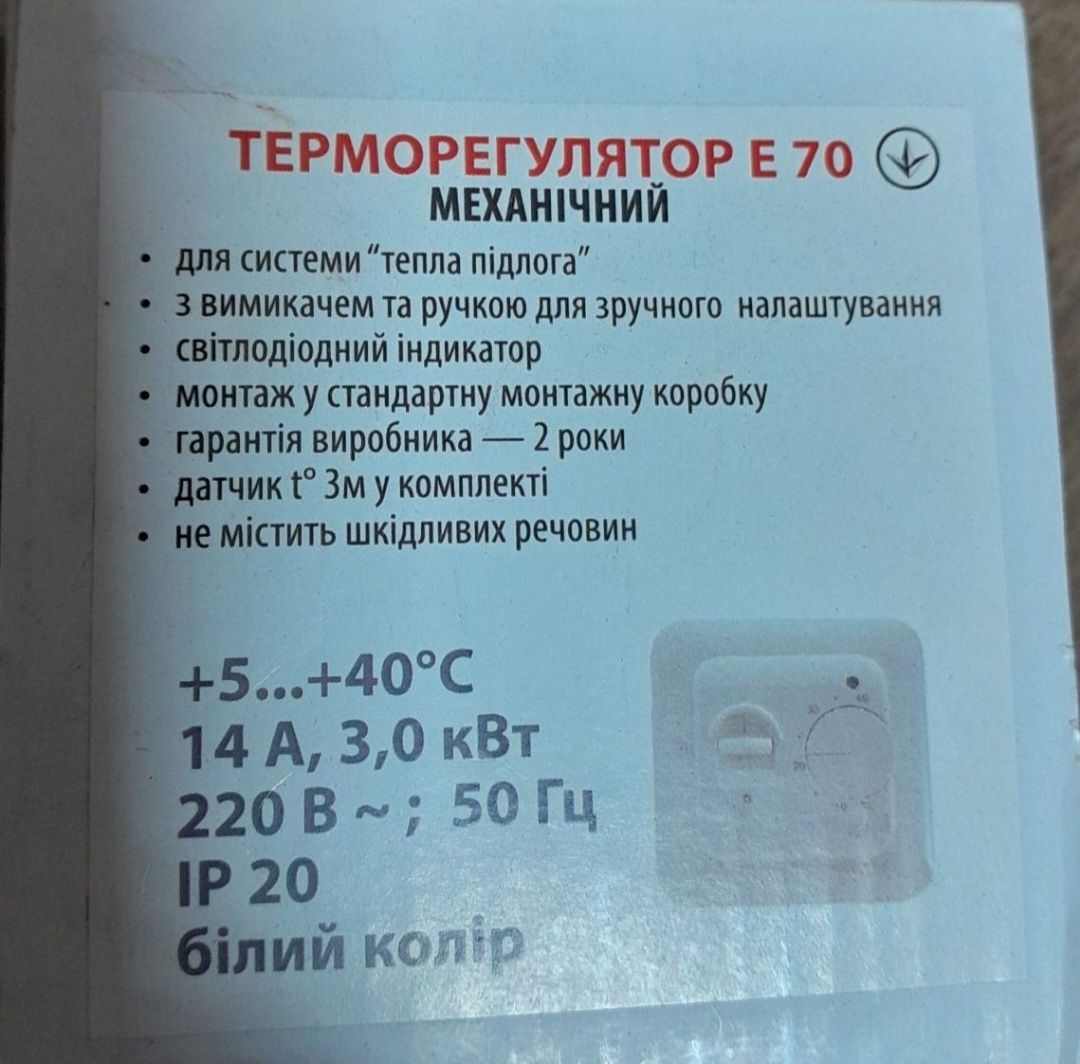 ТЕРМОРЕГУЛЯТОР Е 70
МЕХАНІЧНИЙ
• для системи “тепла підлога”
• з вимикачем та ручкою для зручного налаштування
• світлодіодний індикатор
• монтаж у стандартну монтажну коробку
• гарантія виробника — 2 роки
• датчик t° 3м у комплекті
• не містить шкідливих речовин
+5...+40°С
14 А, 3,0 кВт
220 В ~ ; 50 Гц
IP 20
білий колір